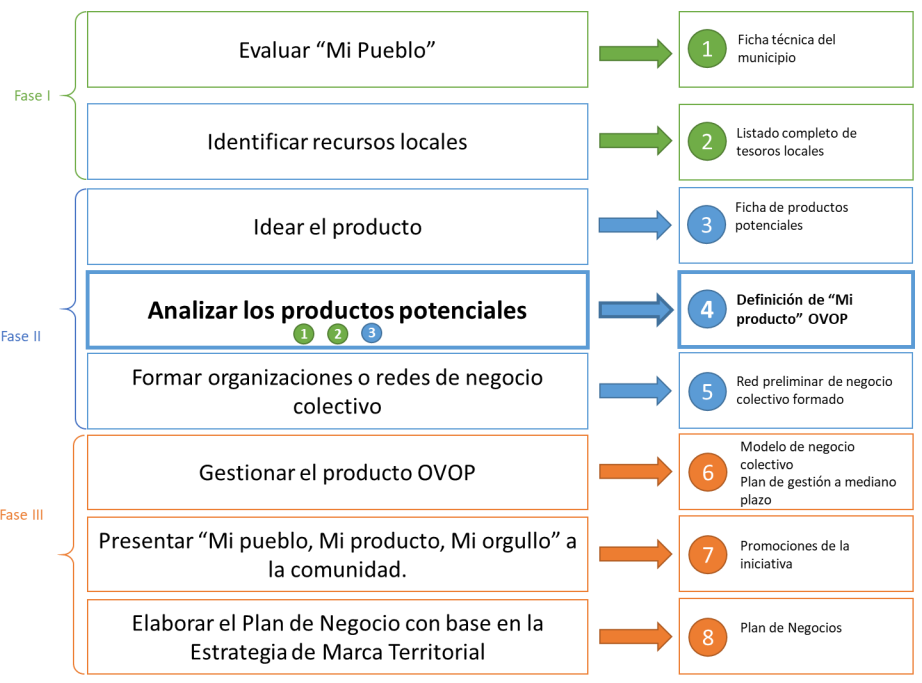 Fase I
Evaluar “Mi Pueblo”
1
Ficha técnica del
municipio
Identificar recursos locales
2
Listado completo de
tesoros locales
Fase II
Idear el producto
3
Ficha de productos
potenciales
Analizar los productos potenciales
1 2 3
4
Definición de “Mi
producto” OVOP
Formar organizaciones o redes de negocio
colectivo
5
Red preliminar de negocio
colectivo formado
Fase III
Gestionar el producto OVOP
6
Modelo de negocio
colectivo
Plan de gestión a mediano
plazo
Presentar “Mi pueblo, Mi producto, Mi orgullo” a
la comunidad.
7
Promociones de la
iniciativa
Elaborar el Plan de Negocio con base en la
Estrategia de Marca Territorial
8
Plan de Negocios